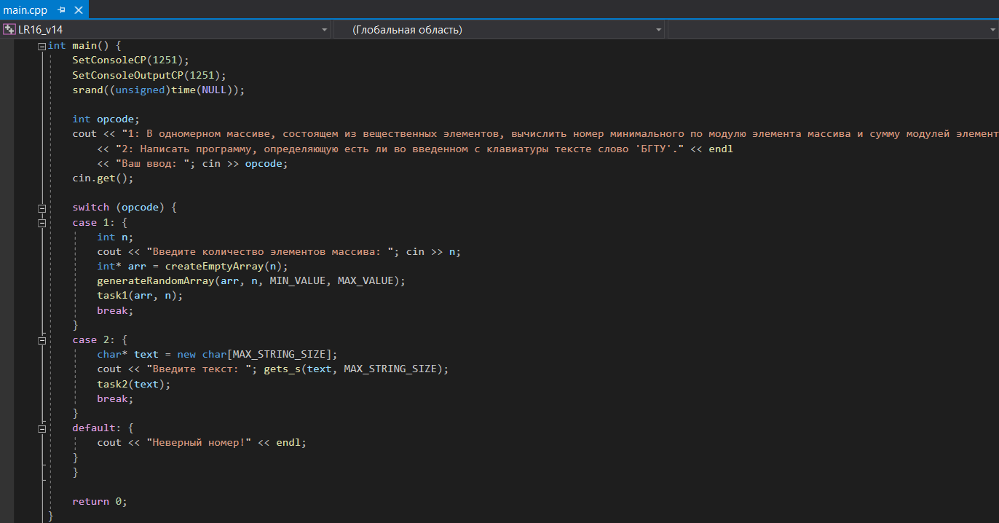 main.cpp
LR16_v14 (Глобальная область)
int main() {
SetConsoleCP(1251);
SetConsoleOutputCP(1251);
srand((unsigned)time(NULL));
int opcode;
cout << "1: В одномерном массиве, состоящем из вещественных элементов, вычислить номер минимального по модулю элемента массива и сумму модулей элемент
<< "2: Написать программу, определяющую есть ли во введенном с клавиатуры тексте слово 'БГТУ'." << endl
<< "Ваш ввод: "; cin >> opcode;
cin.get();
switch (opcode) {
case 1: {
int n;
cout << "Введите количество элементов массива: "; cin >> n;
int* arr = createEmptyArray(n);
generateRandomArray(arr, n, MIN_VALUE, MAX_VALUE);
task1(arr, n);
break;
}
case 2: {
char* text = new char[MAX_STRING_SIZE];
cout << "Введите текст: "; gets_s(text, MAX_STRING_SIZE);
task2(text);
break;
}
default: {
cout << "Неверный номер!" << endl;
}
}
return 0;
}